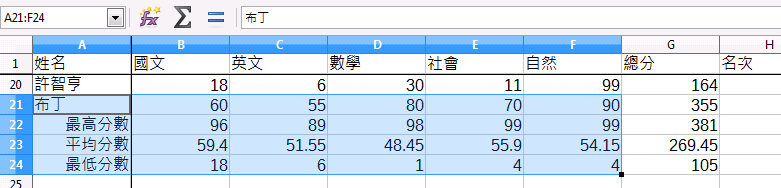 A21:F24 布丁
A B C D E F G H
1 姓名 國文 英文 數學 社會 自然 總分 名次
20 許智亨 18 6 30 11 99 164
21 布丁 60 55 80 70 90 355
22 最高分數 96 89 98 99 99 381
23 平均分數 59.4 51.55 48.45 55.9 54.15 269.45
24 最低分數 18 6 1 4 4 105
25